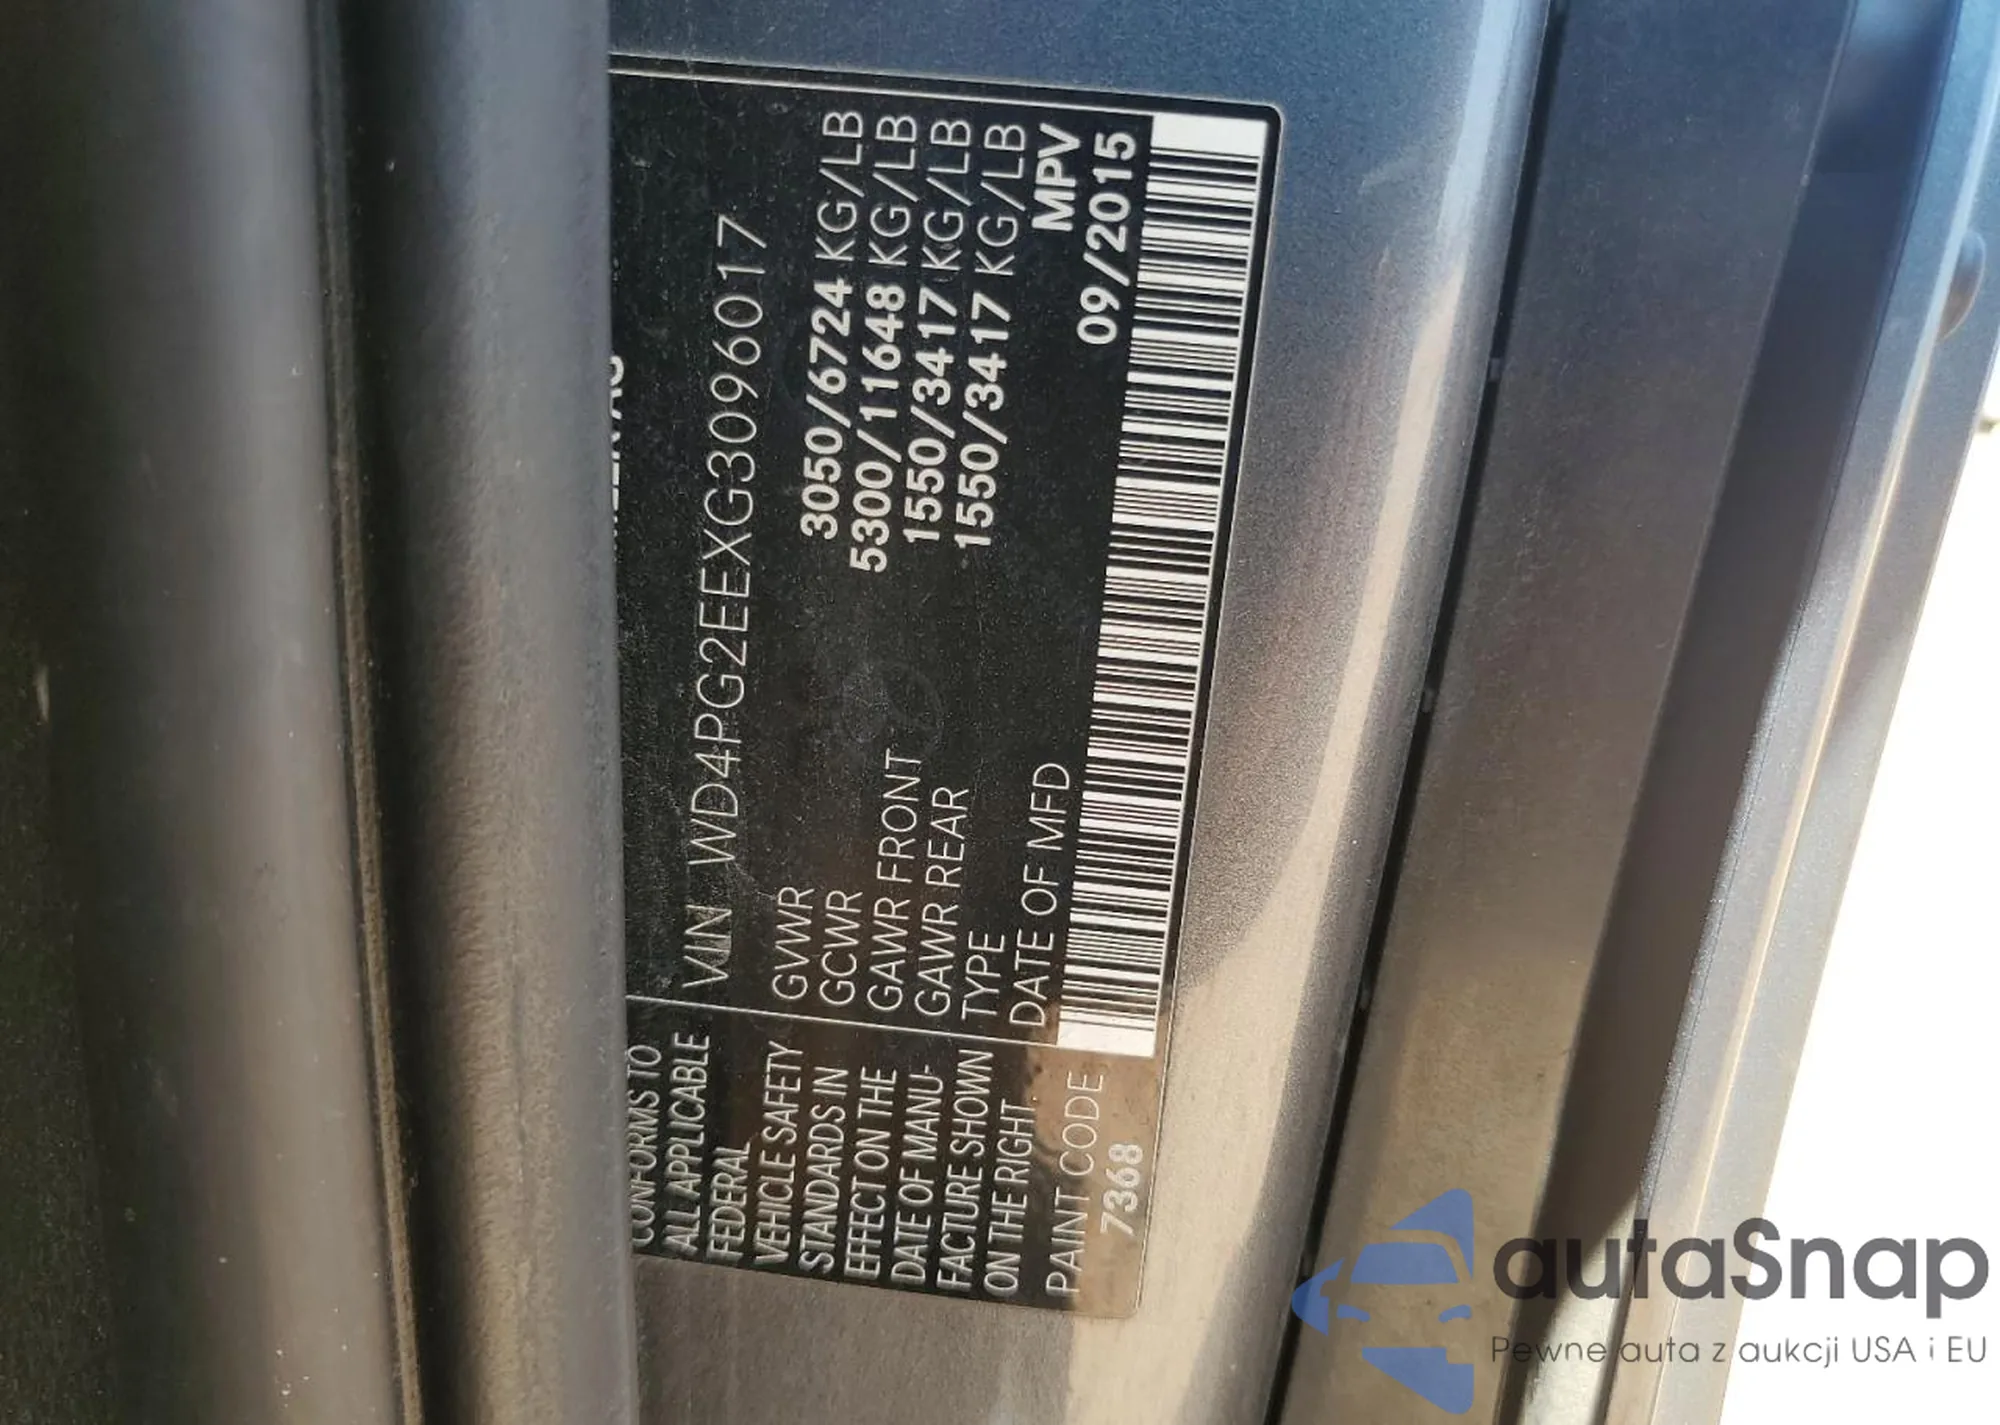 VIN WD4PG2EEXG3096017
GVWR 3050/6724 KG/LB
GCWR 5300/11648 KG/LB
GAWR FRONT 1550/3417 KG/LB
GAWR REAR 1550/3417 KG/LB
TYPE MPV
DATE OF MFD 09/2015
CONFORMS TO
ALL APPLICABLE
FEDERAL
VEHICLE SAFETY
STANDARDS IN
EFFECT ON THE
DATE OF MANU-
FACTURE SHOWN
ON THE RIGHT
PAINT CODE
7368
autaSnap
Pewne auta z aukcji USA i EU